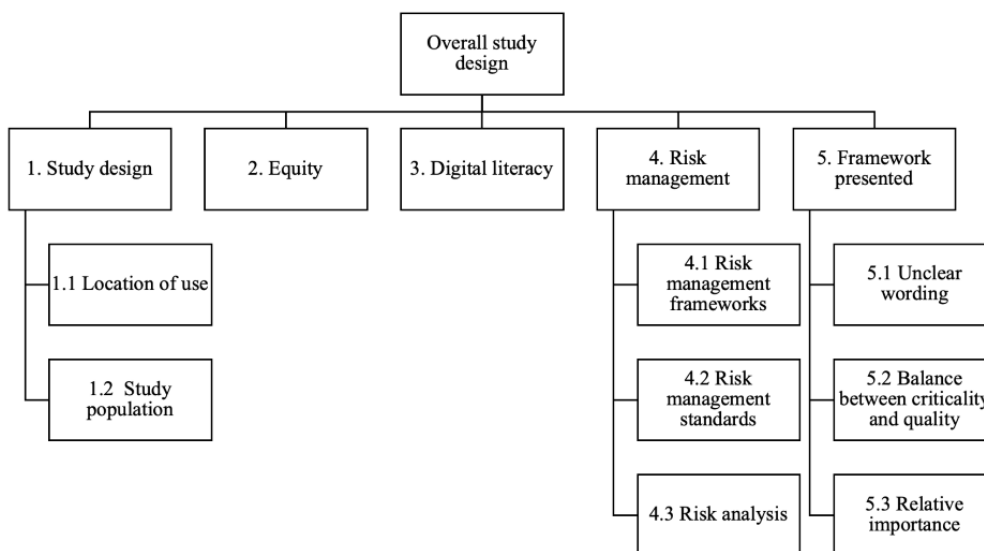 Overall study
design
1. Study design
2. Equity
3. Digital literacy
4. Risk
management
5. Framework
presented
1.1 Location of use
1.2 Study
population
4.1 Risk
management
frameworks
4.2 Risk
management
standards
4.3 Risk analysis
5.1 Unclear
wording
5.2 Balance
between criticality
and quality
5.3 Relative
importance